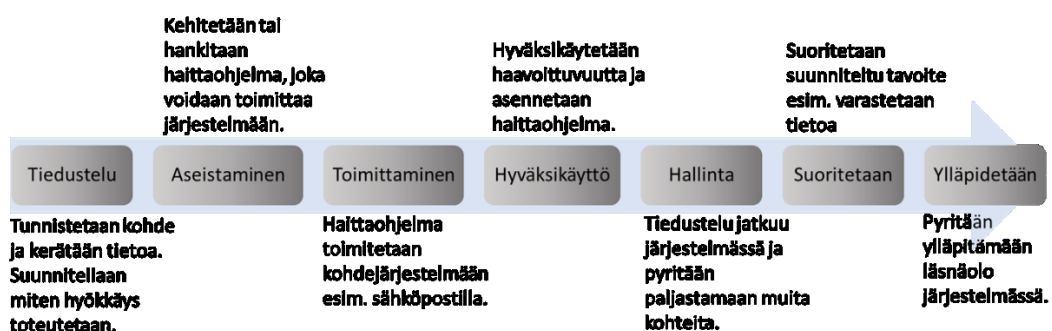 Kehitetään tai
hankitaan
haittaohjelma, joka
voidaan toimittaa
järjestelmään.
Hyväksikäytetään
haavoittuvuutta ja
asennetaan
haittaohjelma.
Suoritetaan
suunniteltu tavoite
esim. varastetaan
tietoa
Tiedustelu
Aseistaminen
Toimittaminen
Hyväksikäyttö
Hallinta
Suoritetaan
Ylläpidetään
Tunnistetaan kohde
ja kerätään tietoa.
Suunnitellaan
miten hyökkäys
toteutetaan.
Haittaohjelma
toimitetaan
kohdejärjestelmään
esim. sähköpostilla.
Tiedustelu jatkuu
järjestelmässä ja
pyritään
paljastamaan muita
kohteita.
Pyritään
ylläpitämään
läsnäolo
järjestelmässä.